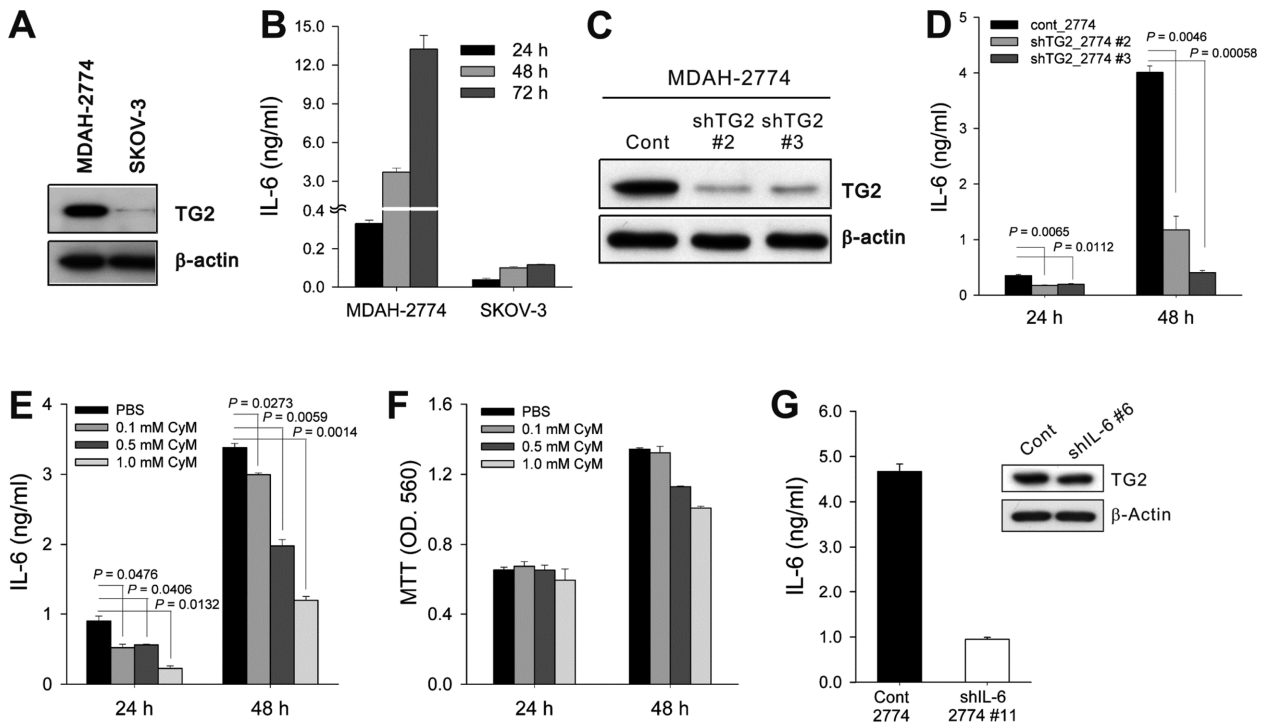 A
MDAH-2774
SKOV-3
TG2
β-actin
B
15.0
12.0
9.0
6.0
3.0
0.4
0.2
0.0
IL-6 (ng/ml)
24 h
48 h
72 h
MDAH-2774
SKOV-3
C
MDAH-2774
Cont
shTG2
#2
shTG2
#3
TG2
β-actin
D
5
4
3
2
1
0
IL-6 (ng/ml)
cont_2774
shTG2_2774 #2
shTG2_2774 #3
P = 0.0046
P = 0.00058
P = 0.0065
P = 0.0112
24 h
48 h
E
4
3
2
1
0
IL-6 (ng/ml)
PBS
0.1 mM CyM
0.5 mM CyM
1.0 mM CyM
P = 0.0273
P = 0.0059
P = 0.0014
P = 0.0476
P = 0.0406
P = 0.0132
24 h
48 h
F
1.6
1.2
0.8
0.4
0.0
MTT (OD. 560)
PBS
0.1 mM CyM
0.5 mM CyM
1.0 mM CyM
24 h
48 h
G
6.0
5.0
4.0
3.0
2.0
1.0
0.0
IL-6 (ng/ml)
Cont
2774
shIL-6
2774 #11
Cont
shIL-6 #6
TG2
β-Actin